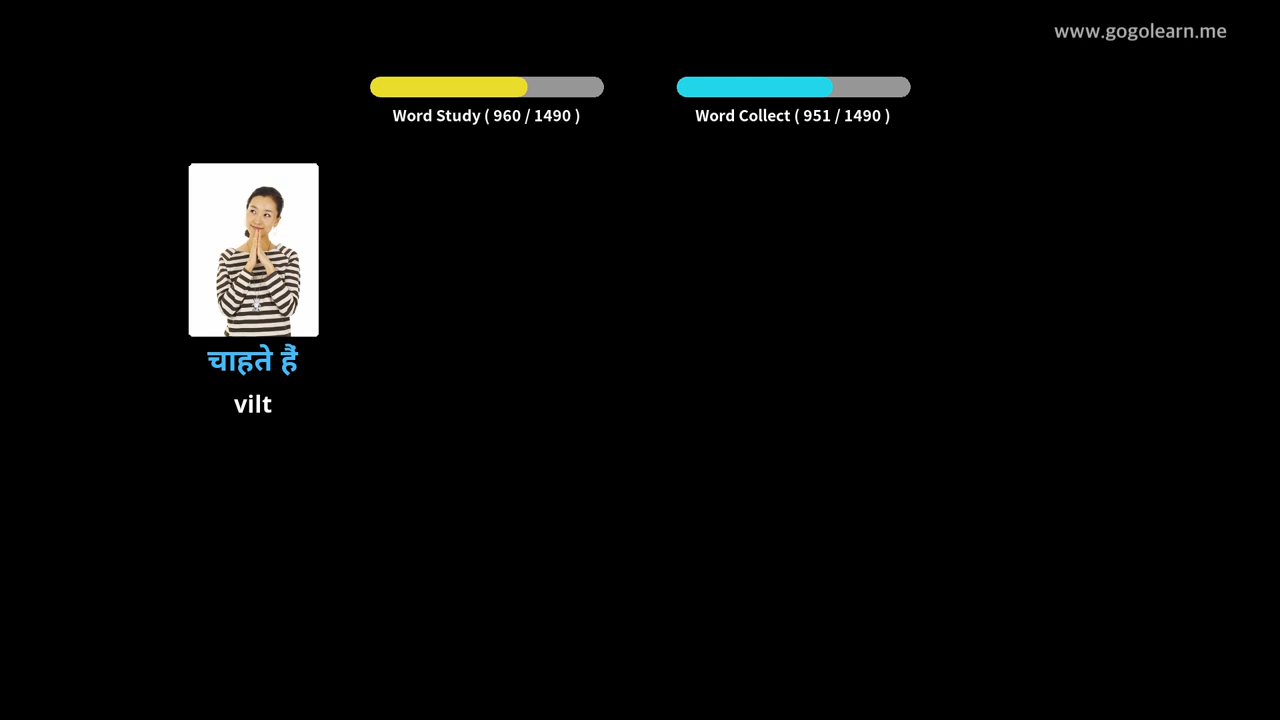 www.gogolearn.me
Word Study ( 960 / 1490 )
Word Collect ( 951 / 1490 )
चाहते हैं
vilt